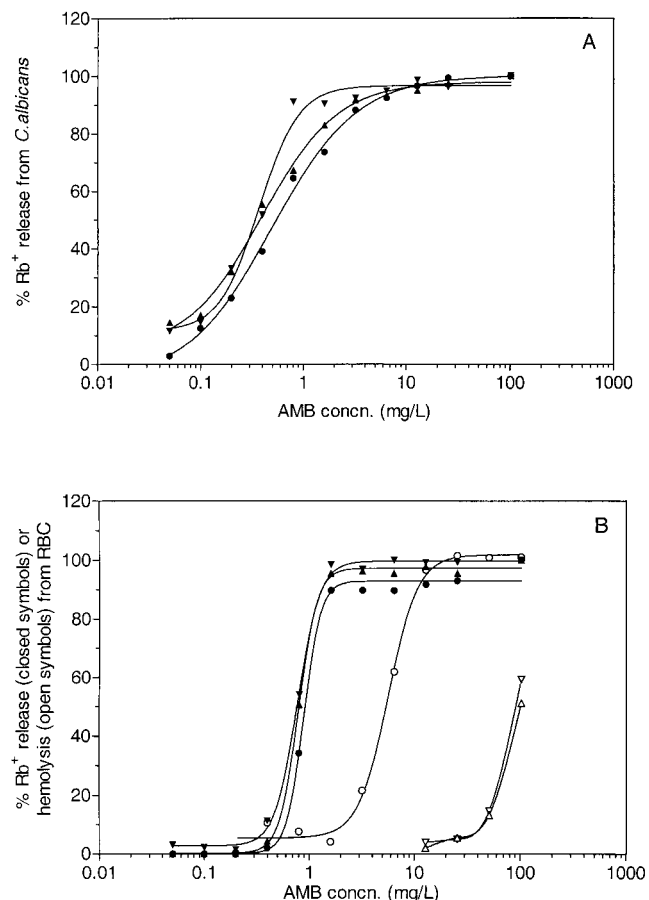 A
120
100
80
60
40
20
0
% Rb⁺ release from C.albicans
0.01 0.1 1 10 100 1000
AMB concn. (mg/L)
B
120
100
80
60
40
20
0
% Rb⁺ release (closed symbols) or
hemolysis (open symbols) from RBC
0.01 0.1 1 10 100 1000
AMB concn. (mg/L)